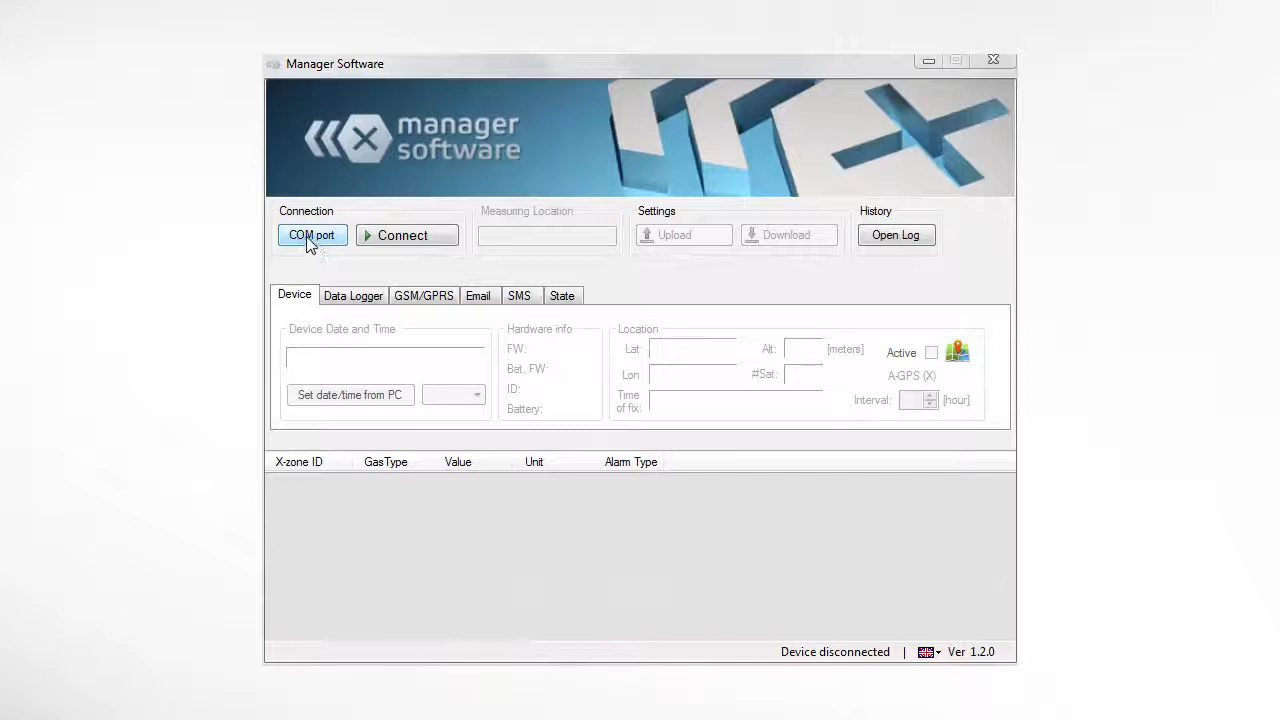 Manager Software
manager
software
Connection
Measuring Location
Settings
History
COM port
Connect
Upload
Download
Open Log
Device
Data Logger
GSM/GPRS
Email
SMS
State
Device Date and Time
Hardware info
Location
FW:
Lat:
Alt:
[meters]
Active
Bat. FW:
Lon
#Sat:
A-GPS (X)
Set date/time from PC
ID:
Time
of fix:
Interval:
[hour]
Battery:
X-zone ID
GasType
Value
Unit
Alarm Type
Device disconnected | Ver 1.2.0